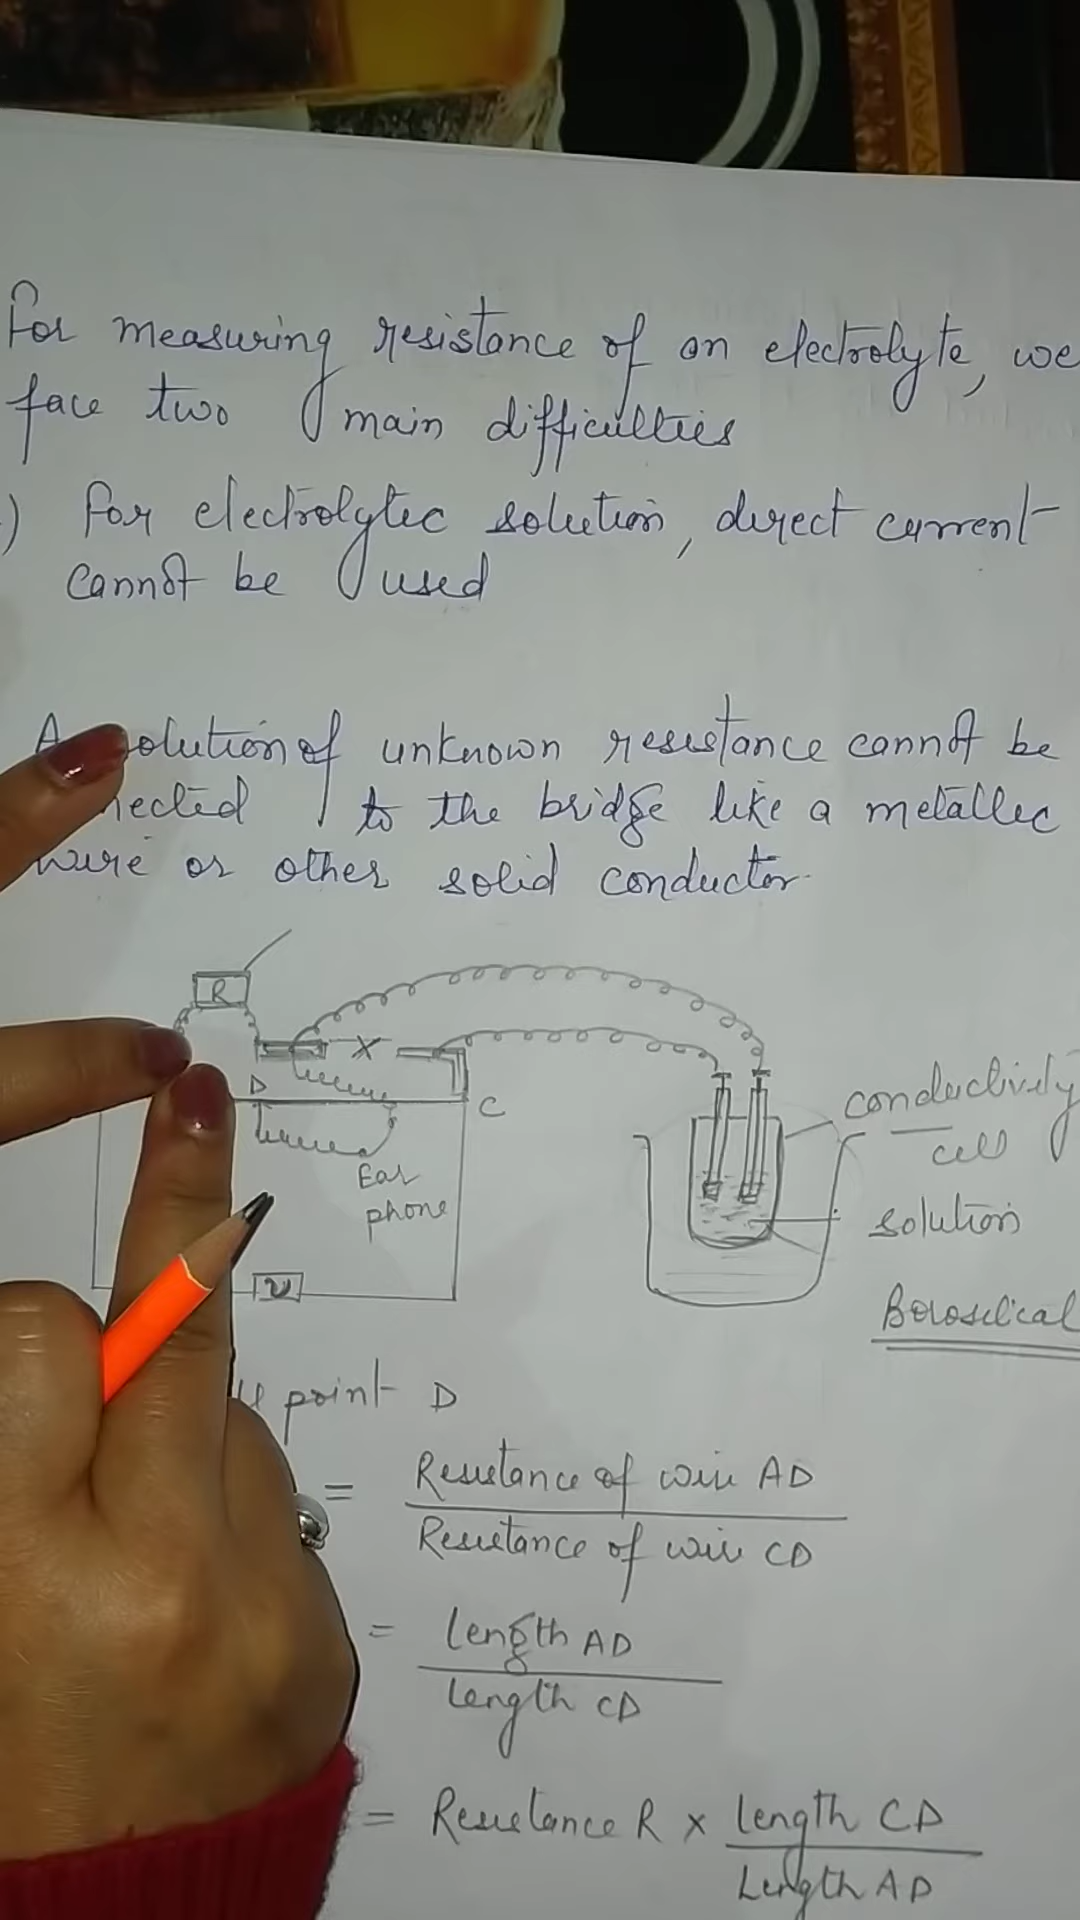 For measuring resistance of an electrolyte, we
face two main difficulties
) For electrolytic solution, direct current
cannot be used
A solution of unknown resistance cannot be
nected to the bridge like a metallic
wire or other solid conductor.
R
X
D
C
Ear
phone
conductively
cell
solution
Borosilical
point D
= Resistance of wire AD
Resistance of wire CD
= Length AD
Length CD
= Resistance R x Length CD
Length AD